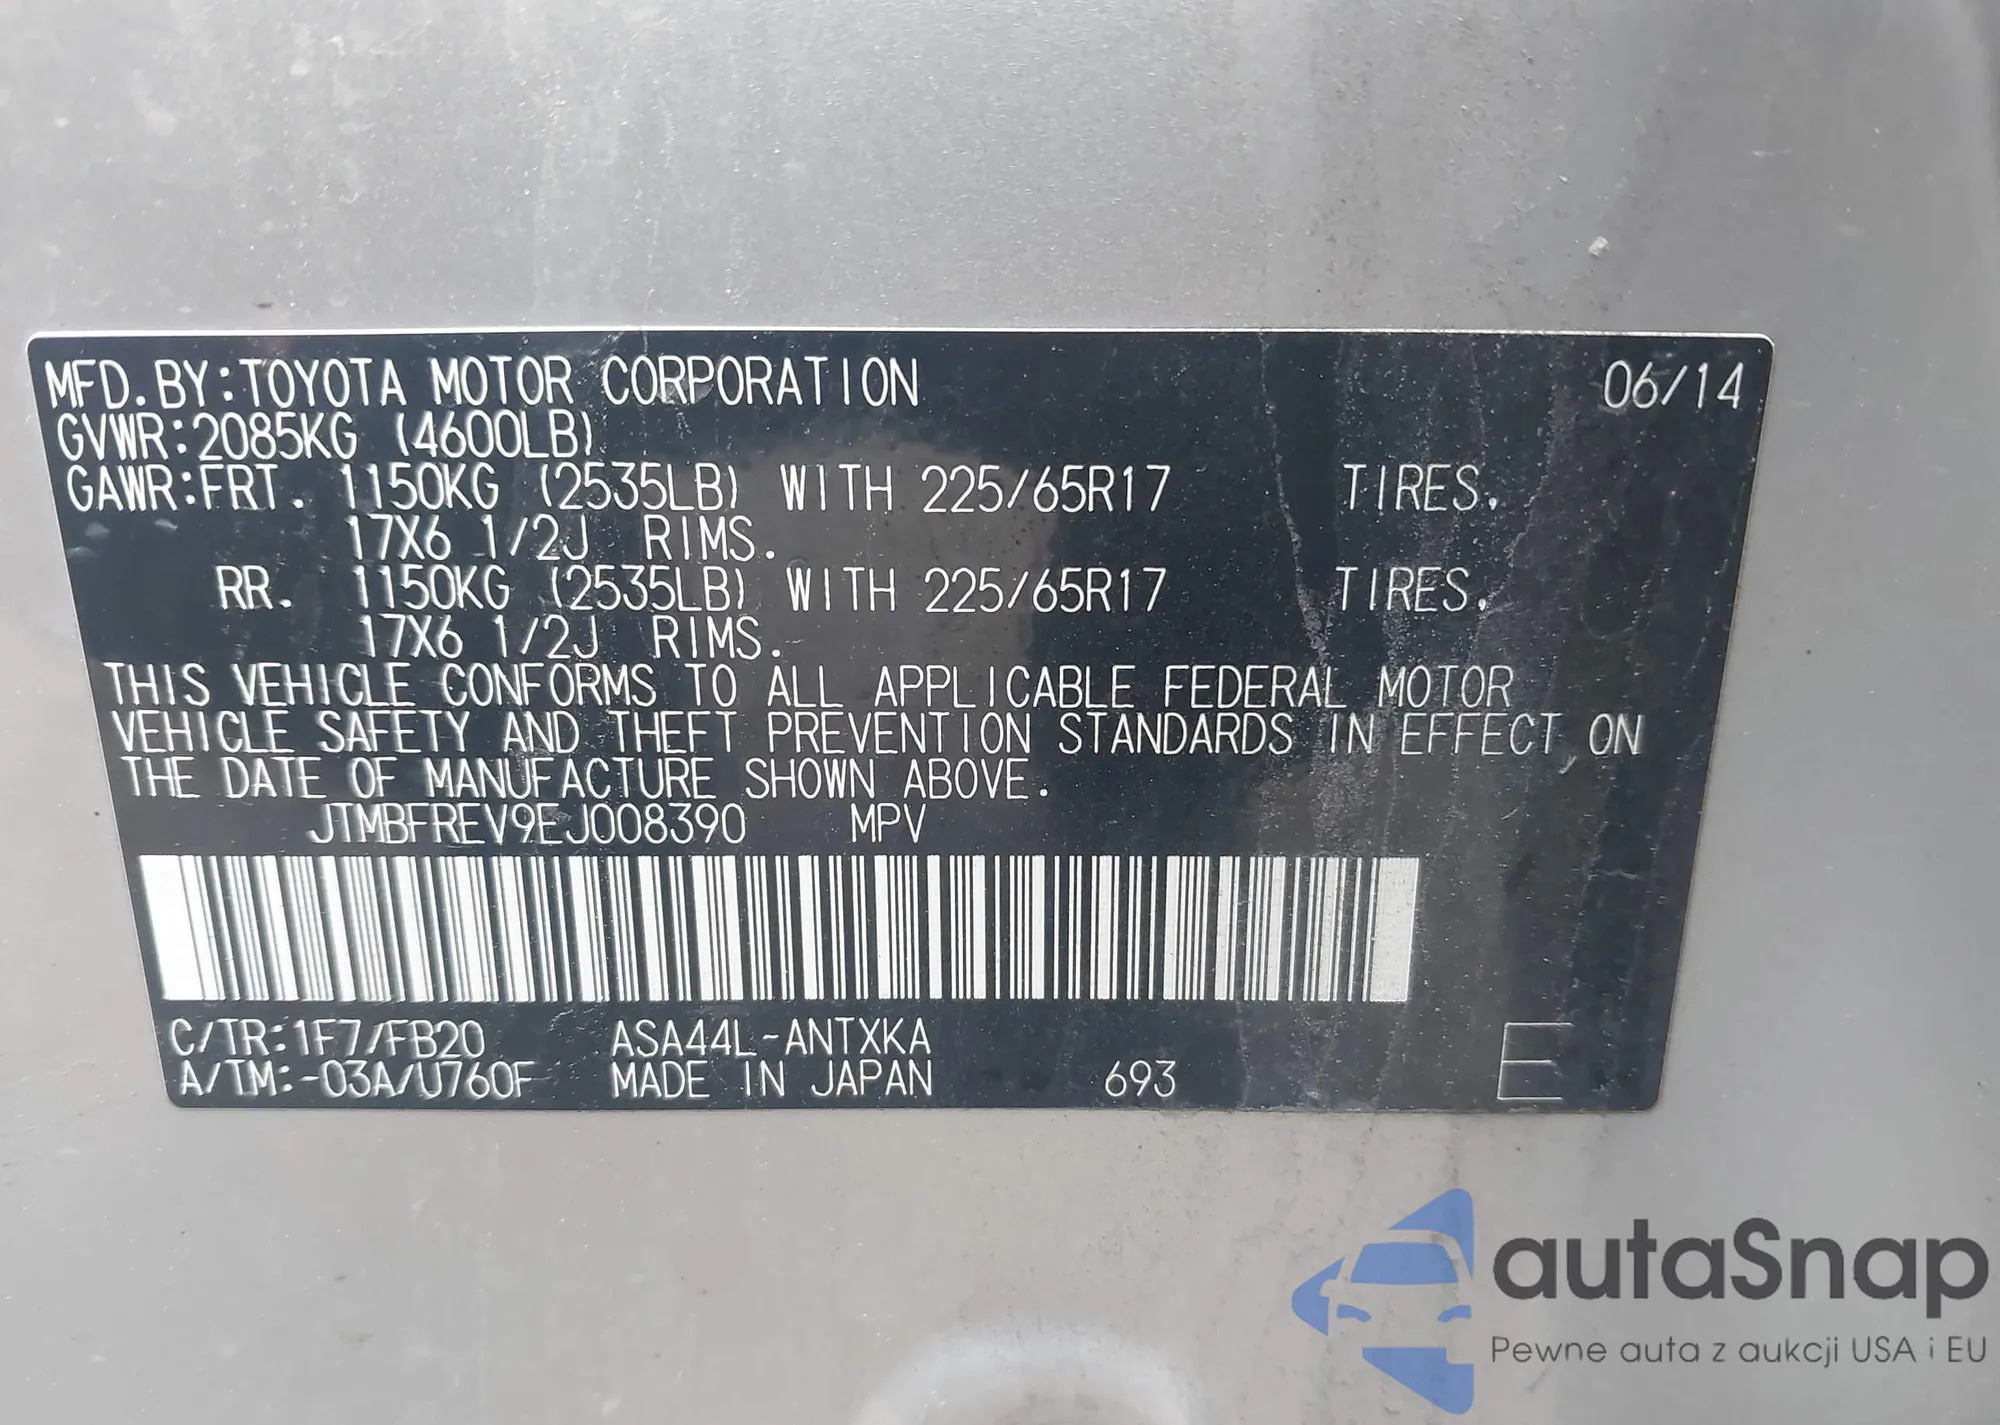 MFD.BY:TOYOTA MOTOR CORPORATION 06/14
GVWR:2085KG (4600LB)
GAWR:FRT. 1150KG (2535LB) WITH 225/65R17 TIRES,
17X6 1/2J RIMS.
RR. 1150KG (2535LB) WITH 225/65R17 TIRES,
17X6 1/2J RIMS.
THIS VEHICLE CONFORMS TO ALL APPLICABLE FEDERAL MOTOR
VEHICLE SAFETY AND THEFT PREVENTION STANDARDS IN EFFECT ON
THE DATE OF MANUFACTURE SHOWN ABOVE.
JTMBFREV9EJ008390 MPV
C/TR:1F7/FB20 ASA44L-ANTXKA
A/TM:-03A/U760F MADE IN JAPAN 693 E
autaSnap
Pewne auta z aukcji USA i EU